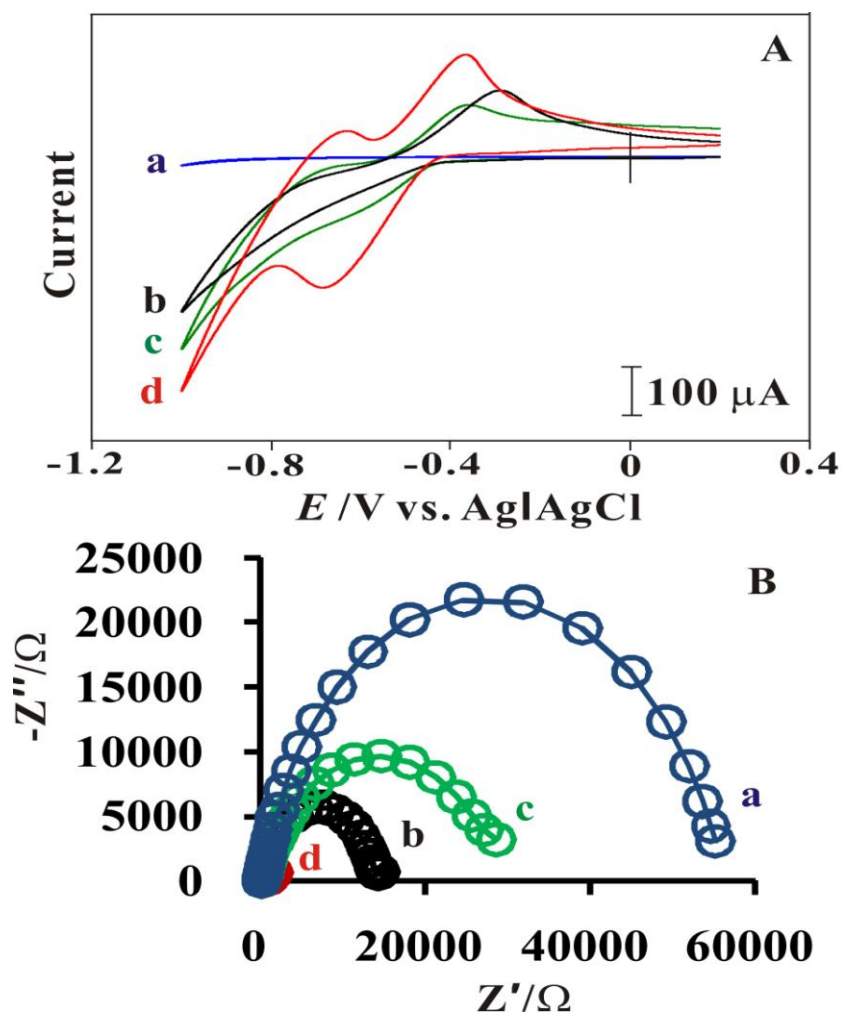 A
Current
a
b
c
d
100 μA
-1.2 -0.8 -0.4 0 0.4
E /V vs. Ag|AgCl
25000
B
20000
15000
10000
5000
0
-Z″/Ω
a
c
b
d
0 20000 40000 60000
Z′/Ω